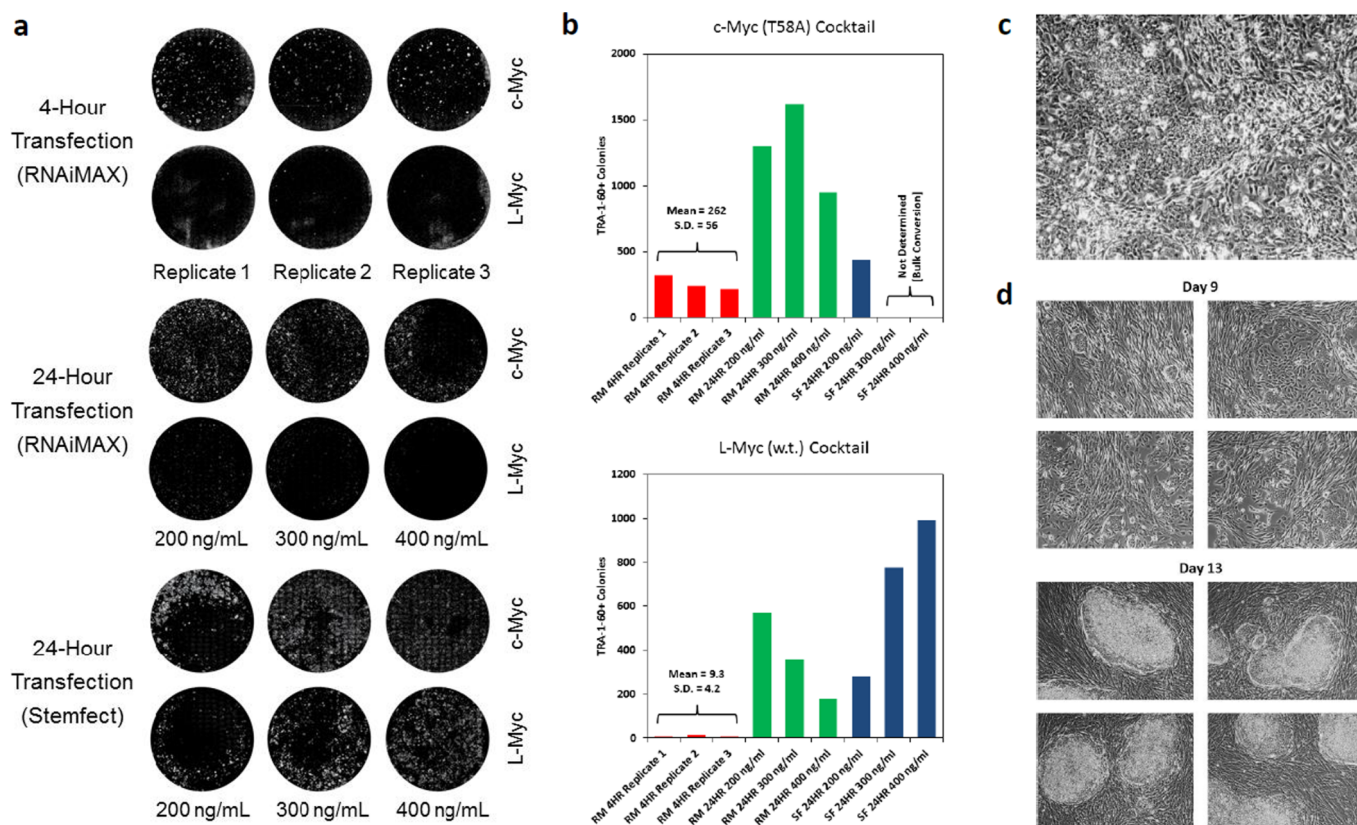 a
4-Hour
Transfection
(RNAiMAX)
c-Myc
L-Myc
Replicate 1 Replicate 2 Replicate 3
24-Hour
Transfection
(RNAiMAX)
c-Myc
L-Myc
200 ng/mL 300 ng/mL 400 ng/mL
24-Hour
Transfection
(Stemfect)
c-Myc
L-Myc
200 ng/mL 300 ng/mL 400 ng/mL
b
c-Myc (T58A) Cocktail
TRA-1-60+ Colonies
2000
1500
1000
500
0
Mean = 262
S.D. = 56
Not Determined
[Bulk Conversion]
RM 4HR Replicate 1
RM 4HR Replicate 2
RM 4HR Replicate 3
RM 24HR 200 ng/ml
RM 24HR 300 ng/ml
RM 24HR 400 ng/ml
SF 24HR 200 ng/ml
SF 24HR 300 ng/ml
SF 24HR 400 ng/ml
L-Myc (w.t.) Cocktail
TRA-1-60+ Colonies
1200
1000
800
600
400
200
0
Mean = 9.3
S.D. = 4.2
RM 4HR Replicate 1
RM 4HR Replicate 2
RM 4HR Replicate 3
RM 24HR 200 ng/ml
RM 24HR 300 ng/ml
RM 24HR 400 ng/ml
SF 24HR 200 ng/ml
SF 24HR 300 ng/ml
SF 24HR 400 ng/ml
c
d
Day 9
Day 13